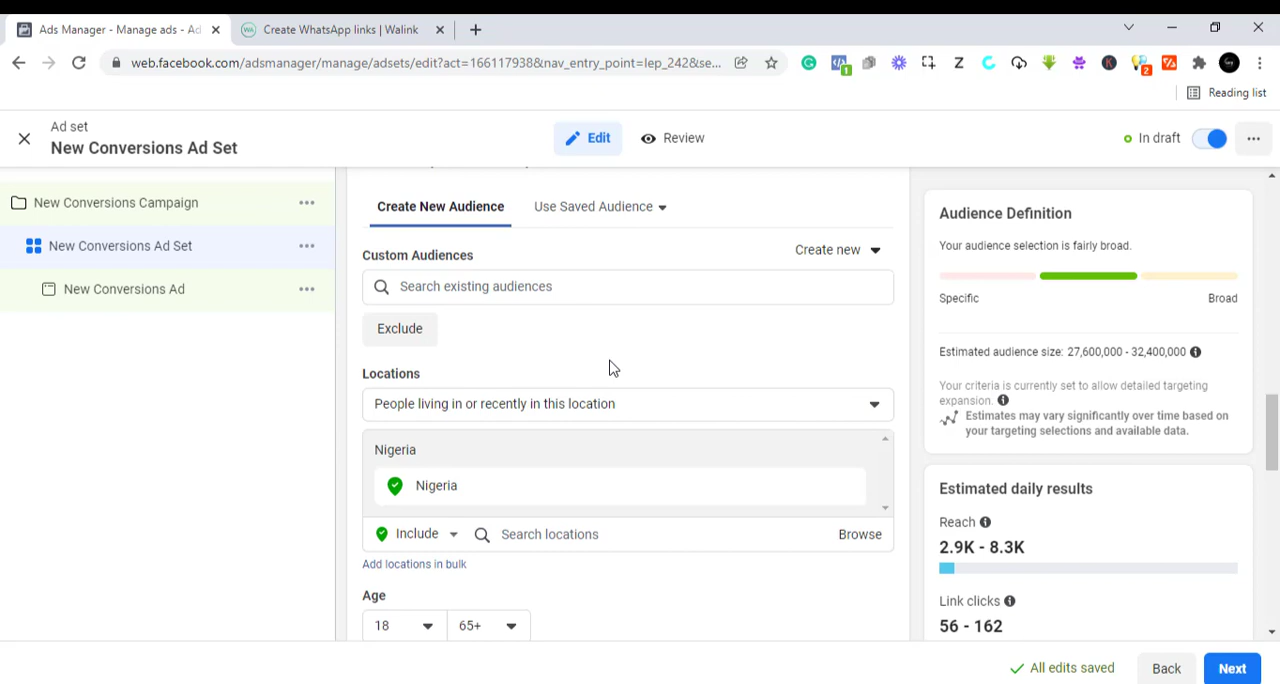 Ads Manager - Manage ads - Ad
Create WhatsApp links | Walink
web.facebook.com/adsmanager/manage/adsets/edit?act=166117938&nav_entry_point=lep_242&se...
1
Z
K
2
Reading list
Ad set
New Conversions Ad Set
Edit
Review
In draft
New Conversions Campaign
New Conversions Ad Set
New Conversions Ad
Create New Audience
Use Saved Audience
Custom Audiences
Create new
Search existing audiences
Exclude
Locations
People living in or recently in this location
Nigeria
Nigeria
Include
Search locations
Browse
Add locations in bulk
Age
18
65+
Audience Definition
Your audience selection is fairly broad.
Specific
Broad
Estimated audience size: 27,600,000 - 32,400,000
Your criteria is currently set to allow detailed targeting
expansion.
Estimates may vary significantly over time based on
your targeting selections and available data.
Estimated daily results
Reach
2.9K - 8.3K
Link clicks
56 - 162
All edits saved
Back
Next